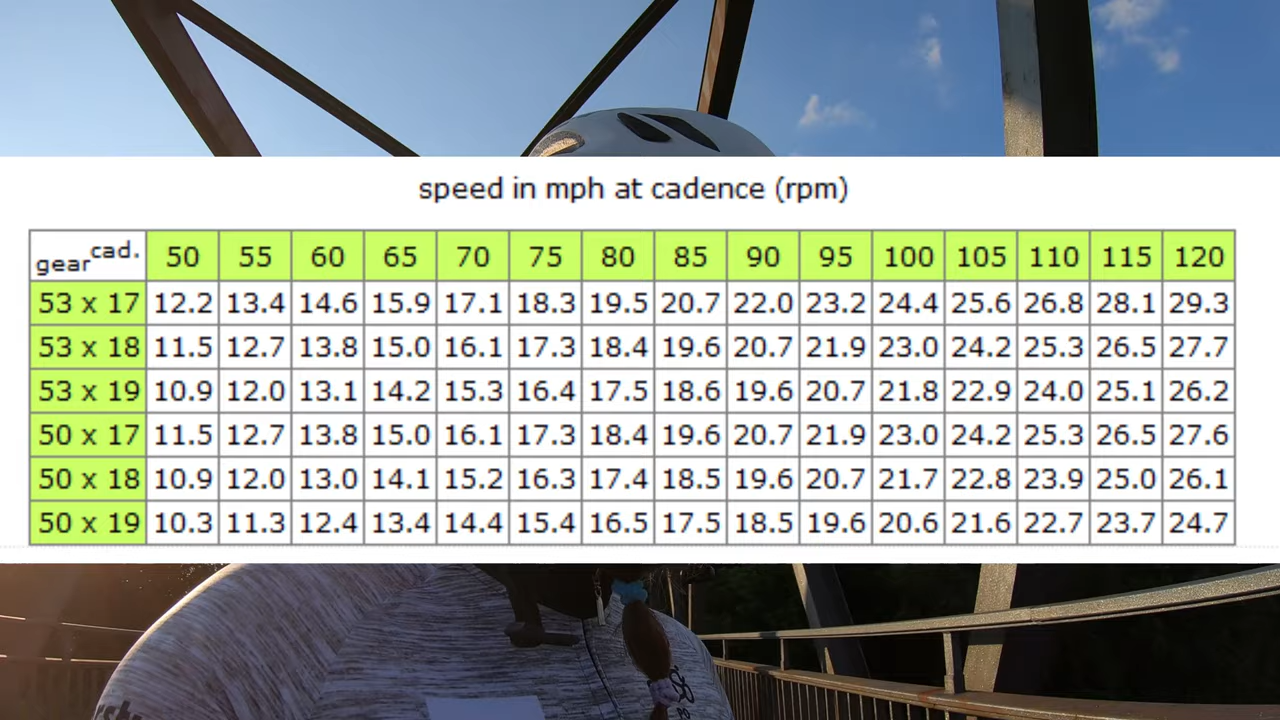 speed in mph at cadence (rpm)
gear cad. 50 55 60 65 70 75 80 85 90 95 100 105 110 115 120
53 x 17 12.2 13.4 14.6 15.9 17.1 18.3 19.5 20.7 22.0 23.2 24.4 25.6 26.8 28.1 29.3
53 x 18 11.5 12.7 13.8 15.0 16.1 17.3 18.4 19.6 20.7 21.9 23.0 24.2 25.3 26.5 27.7
53 x 19 10.9 12.0 13.1 14.2 15.3 16.4 17.5 18.6 19.6 20.7 21.8 22.9 24.0 25.1 26.2
50 x 17 11.5 12.7 13.8 15.0 16.1 17.3 18.4 19.6 20.7 21.9 23.0 24.2 25.3 26.5 27.6
50 x 18 10.9 12.0 13.0 14.1 15.2 16.3 17.4 18.5 19.6 20.7 21.7 22.8 23.9 25.0 26.1
50 x 19 10.3 11.3 12.4 13.4 14.4 15.4 16.5 17.5 18.5 19.6 20.6 21.6 22.7 23.7 24.7